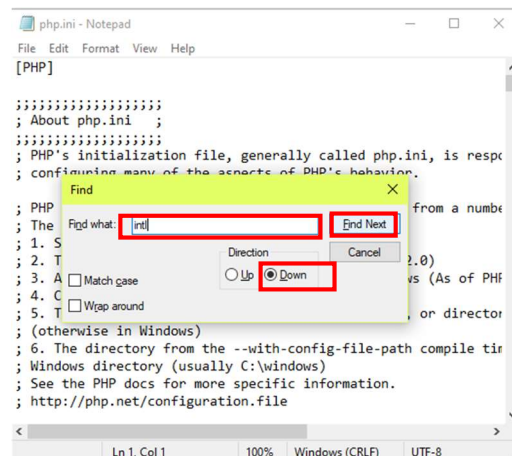 php.ini - Notepad
File Edit Format View Help
[PHP]
;;;;;;;;;;;;;;;;;;;
; About php.ini ;
;;;;;;;;;;;;;;;;;;;
; PHP's initialization file, generally called php.ini, is respo
; configuring many of the aspects of PHP's behavior.
Find
; PHP
from a numbe
; The
Find what:
intl
Find Next
; 1. S
Direction
Cancel
; 2. T
2.0)
; 3. A
Match case
Up
Down
ws (As of PHP
; 4. C
Wrap around
; 5. T
, or director
; (otherwise in Windows)
; 6. The directory from the --with-config-file-path compile tim
; Windows directory (usually C:\windows)
; See the PHP docs for more specific information.
; http://php.net/configuration.file
Ln 1, Col 1
100%
Windows (CRLF)
UTF-8